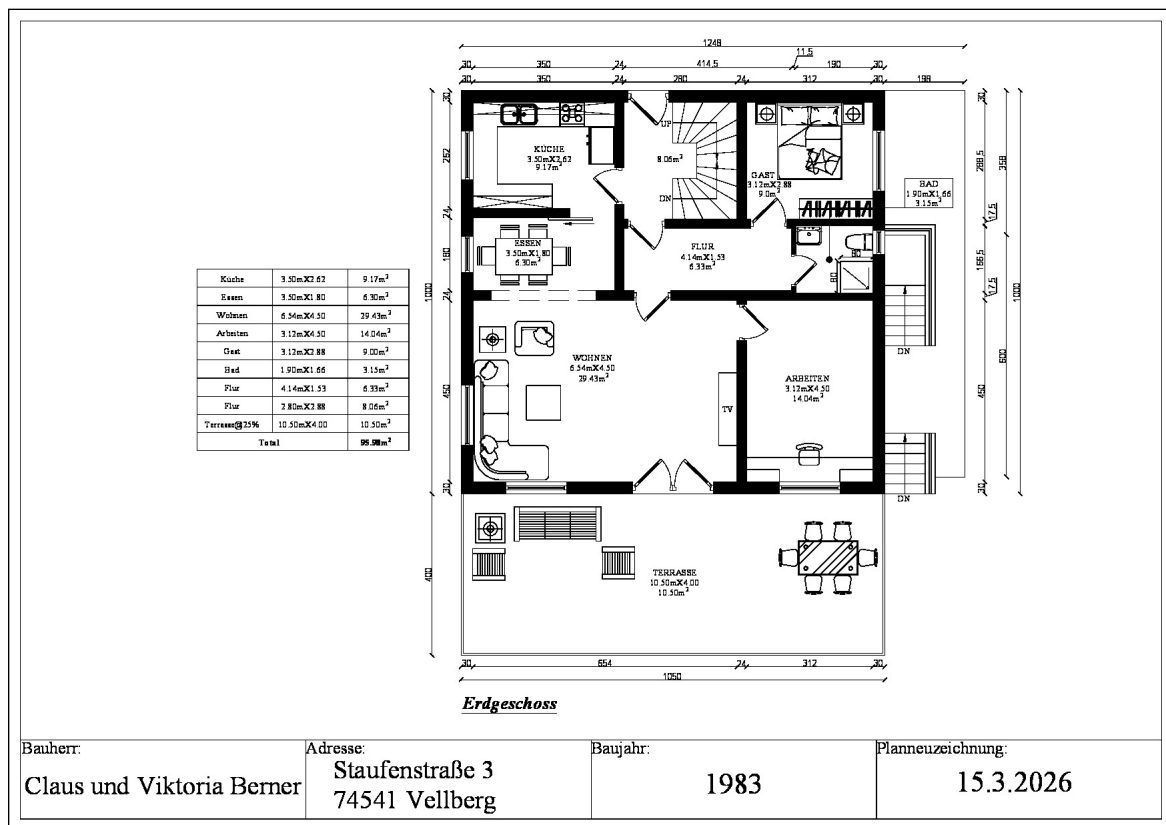 1248
11.5
30 350 24 414.5 190 30
30 350 24 280 24 312 30 198
KÜCHE
3.50mX2.62
9.17m²
UP
8.06m²
DN
GAST
3.12mX2.88
9.0m²
BAD
1.90mX1.66
3.15m²
ESSEN
3.50mX1.80
6.30m²
FLUR
4.14mX1.53
6.33m²
80
80
WOHNEN
6.54mX4.50
29.43m²
TV
ARBEITEN
3.12mX4.50
14.04m²
DN
DN
TERRASSE
10.50mX4.00
10.50m²
30
262
24
180
24
450
30
1000
400
30
288.5
17.5
166.5
17.5
450
30
358
600
1000
30 654 24 312 30
1050
Küche 3.50mX2.62 9.17m²
Essen 3.50mX1.80 6.30m²
Wohnen 6.54mX4.50 29.43m²
Arbeiten 3.12mX4.50 14.04m²
Gast 3.12mX2.88 9.00m²
Bad 1.90mX1.66 3.15m²
Flur 4.14mX1.53 6.33m²
Flur 2.80mX2.88 8.06m²
Terrasse@25% 10.50mX4.00 10.50m²
Total 95.98m²
Erdgeschoss
Bauherr:
Claus und Viktoria Berner
Adresse:
Staufenstraße 3
74541 Vellberg
Baujahr:
1983
Planneuzeichnung:
15.3.2026